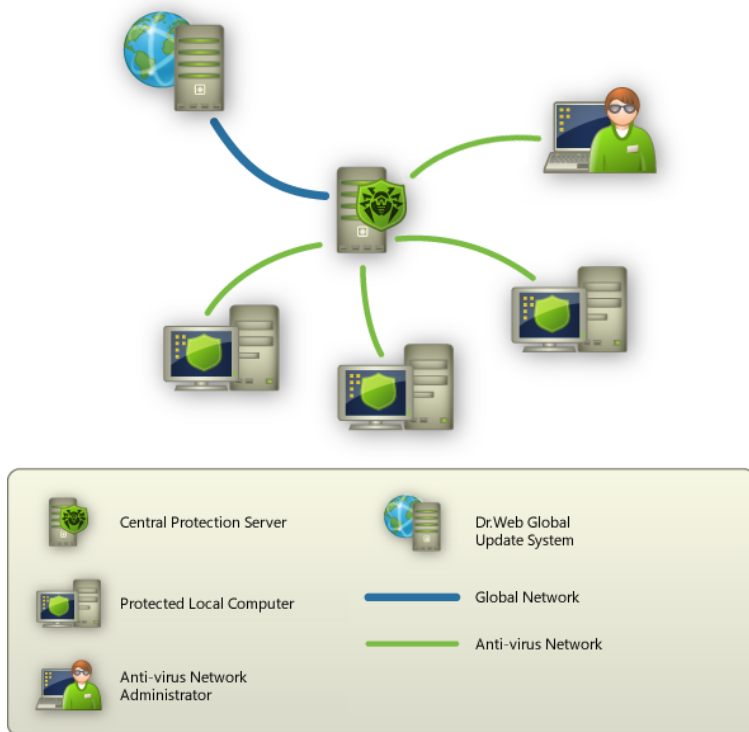 Central Protection Server
Dr.Web Global
Update System
Protected Local Computer
Global Network
Anti-virus Network
Anti-virus Network
Administrator